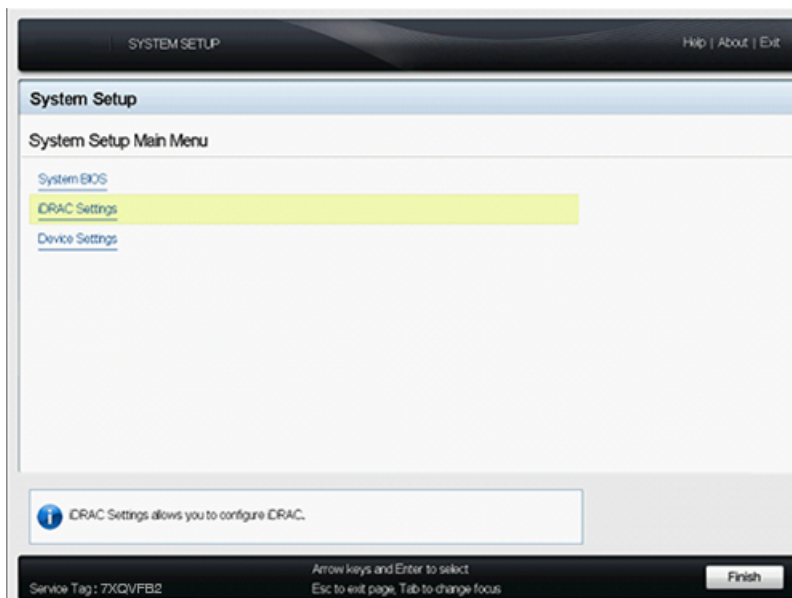 SYSTEM SETUP
Help | About | Exit
System Setup
System Setup Main Menu
System BIOS
iDRAC Settings
Device Settings
iDRAC Settings allows you to configure iDRAC.
Arrow keys and Enter to select
Service Tag : 7XQVFB2
Esc to exit page, Tab to change focus
Finish